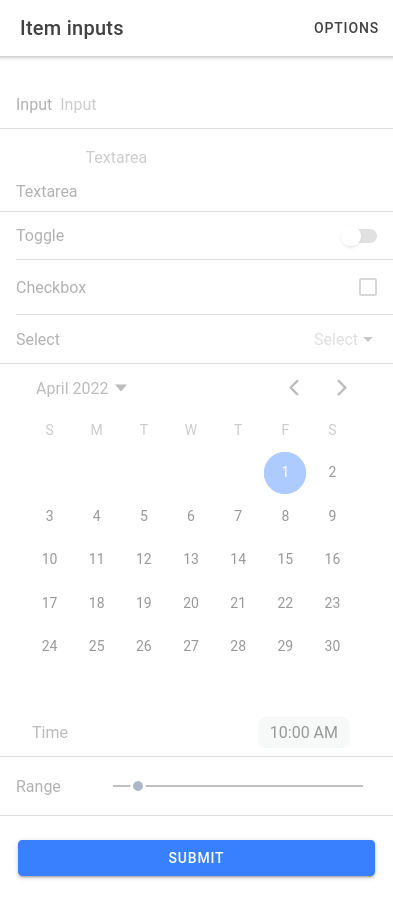 Item inputs OPTIONS
Input Input
Textarea
Textarea
Toggle
Checkbox
Select Select
April 2022
S M T W T F S
1 2
3 4 5 6 7 8 9
10 11 12 13 14 15 16
17 18 19 20 21 22 23
24 25 26 27 28 29 30
Time 10:00 AM
Range
SUBMIT